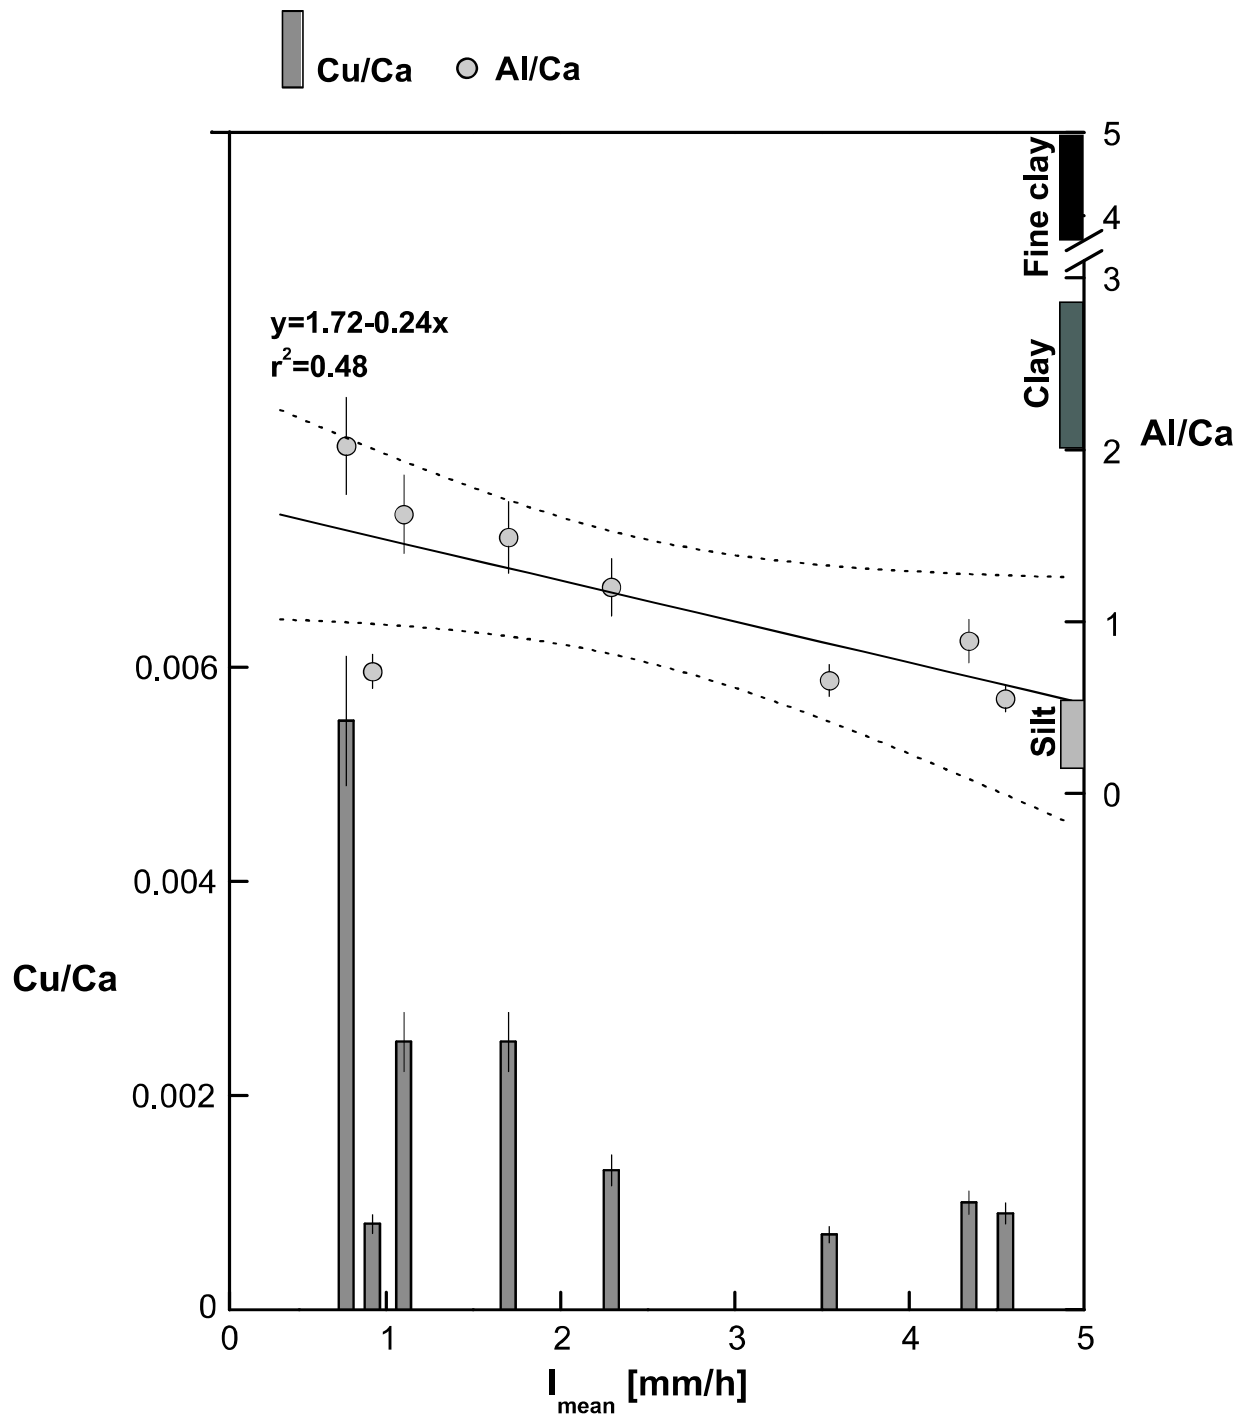 Cu/Ca
Al/Ca
y=1.72-0.24x
r²=0.48
Fine clay
Clay
Silt
5
4
3
2
1
0
Al/Ca
0.006
0.004
0.002
0
Cu/Ca
0
1
2
3
4
5
I mean [mm/h]